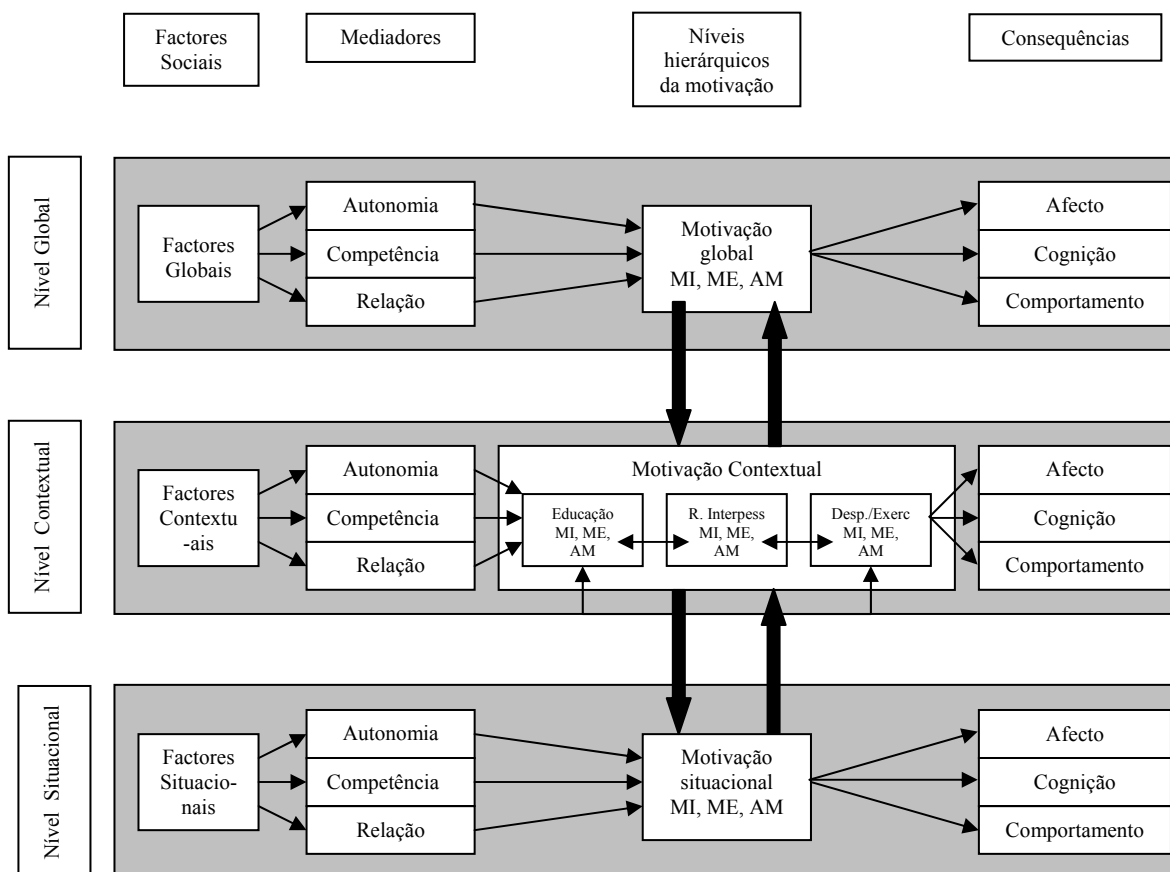 Factores
Sociais
Mediadores
Níveis
hierárquicos
da motivação
Consequências
Nível Global
Factores
Globais
Autonomia
Competência
Relação
Motivação
global
MI, ME, AM
Afecto
Cognição
Comportamento
Nível Contextual
Factores
Contextu
-ais
Autonomia
Competência
Relação
Motivação Contextual
Educação
MI, ME,
AM
R. Interpess
MI, ME,
AM
Desp./Exerc
MI, ME,
AM
Afecto
Cognição
Comportamento
Nível Situacional
Factores
Situacio-
nais
Autonomia
Competência
Relação
Motivação
situacional
MI, ME, AM
Afecto
Cognição
Comportamento